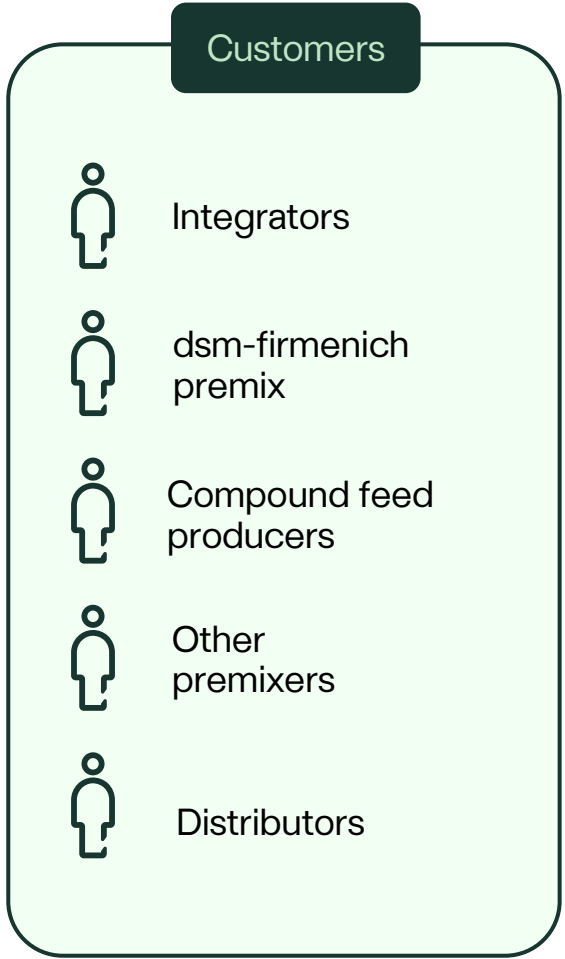 Customers
Integrators
dsm-firmenich
premix
Compound feed
producers
Other
premixers
Distributors